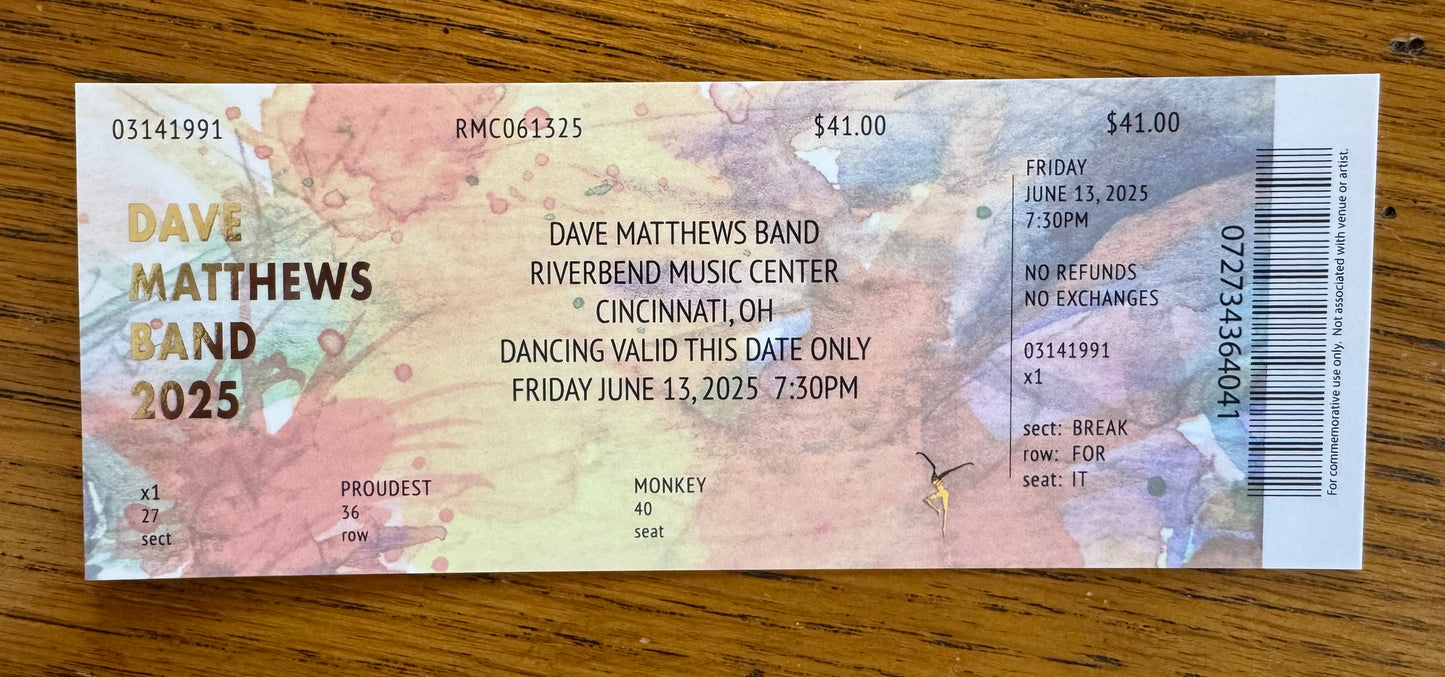 03141991
RMC061325
$41.00
$41.00
DAVE
MATTHEWS
BAND
2025
DAVE MATTHEWS BAND
RIVERBEND MUSIC CENTER
CINCINNATI, OH
DANCING VALID THIS DATE ONLY
FRIDAY JUNE 13, 2025 7:30PM
x1
27
sect
PROUDEST
36
row
MONKEY
40
seat
FRIDAY
JUNE 13, 2025
7:30PM
NO REFUNDS
NO EXCHANGES
03141991
x1
sect: BREAK
row: FOR
seat: IT
0727343364041
For commemorative use only. Not associated with venue or artist.